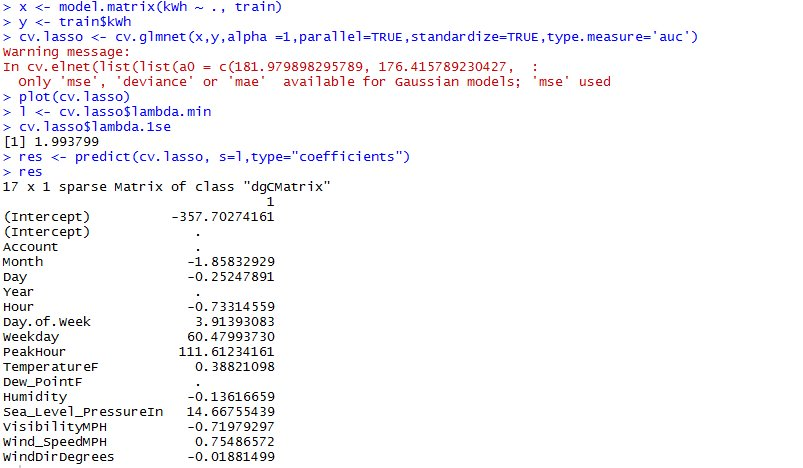 > x <- model.matrix(kWh ~ ., train)
> y <- train$kWh
> cv.lasso <- cv.glmnet(x,y,alpha =1,parallel=TRUE,standardize=TRUE,type.measure='auc')
Warning message:
In cv.elnet(list(list(a0 = c(181.979898295789, 176.415789230427,  :
  Only 'mse', 'deviance' or 'mae'  available for Gaussian models; 'mse' used
> plot(cv.lasso)
> l <- cv.lasso$lambda.min
> cv.lasso$lambda.1se
[1] 1.993799
> res <- predict(cv.lasso, s=l,type="coefficients")
> res
17 x 1 sparse Matrix of class "dgCMatrix"
                                1
(Intercept)         -357.70274161
(Intercept)            .
Account                .
Month                 -1.85832929
Day                   -0.25247891
Year                   .
Hour                  -0.73314559
Day.of.Week            3.91393083
Weekday               60.47993730
PeakHour             111.61234161
TemperatureF           0.38821098
Dew_PointF             .
Humidity              -0.13616659
Sea_Level_PressureIn  14.66755439
VisibilityMPH         -0.71979297
Wind_SpeedMPH          0.75486572
WindDirDegrees        -0.01881499